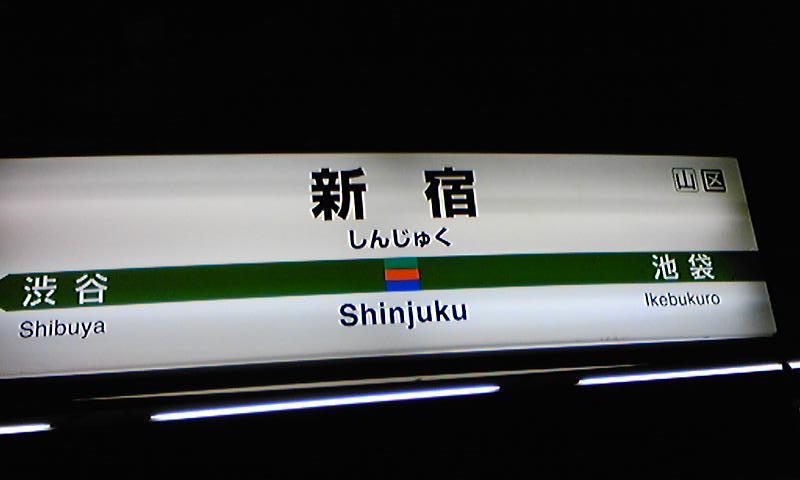 新宿
山区
しんじゅく
渋谷
池袋
Shibuya
Shinjuku
Ikebukuro